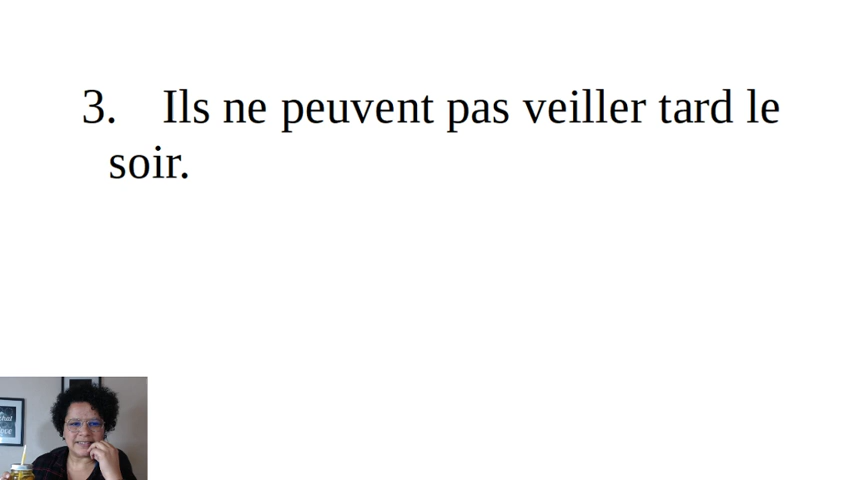 3. Ils ne peuvent pas veiller tard le
soir.